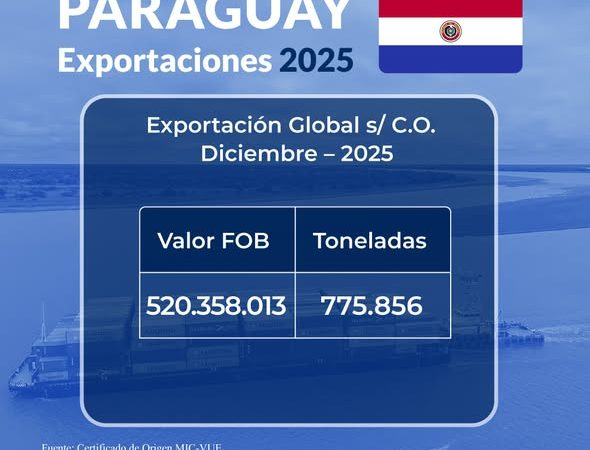 PARAGUAY
Exportaciones 2025
Exportación Global s/ C.O.
Diciembre – 2025
Valor FOB Toneladas
520.358.013 775.856
Fuente: Certificado de Origen MIC-VUE